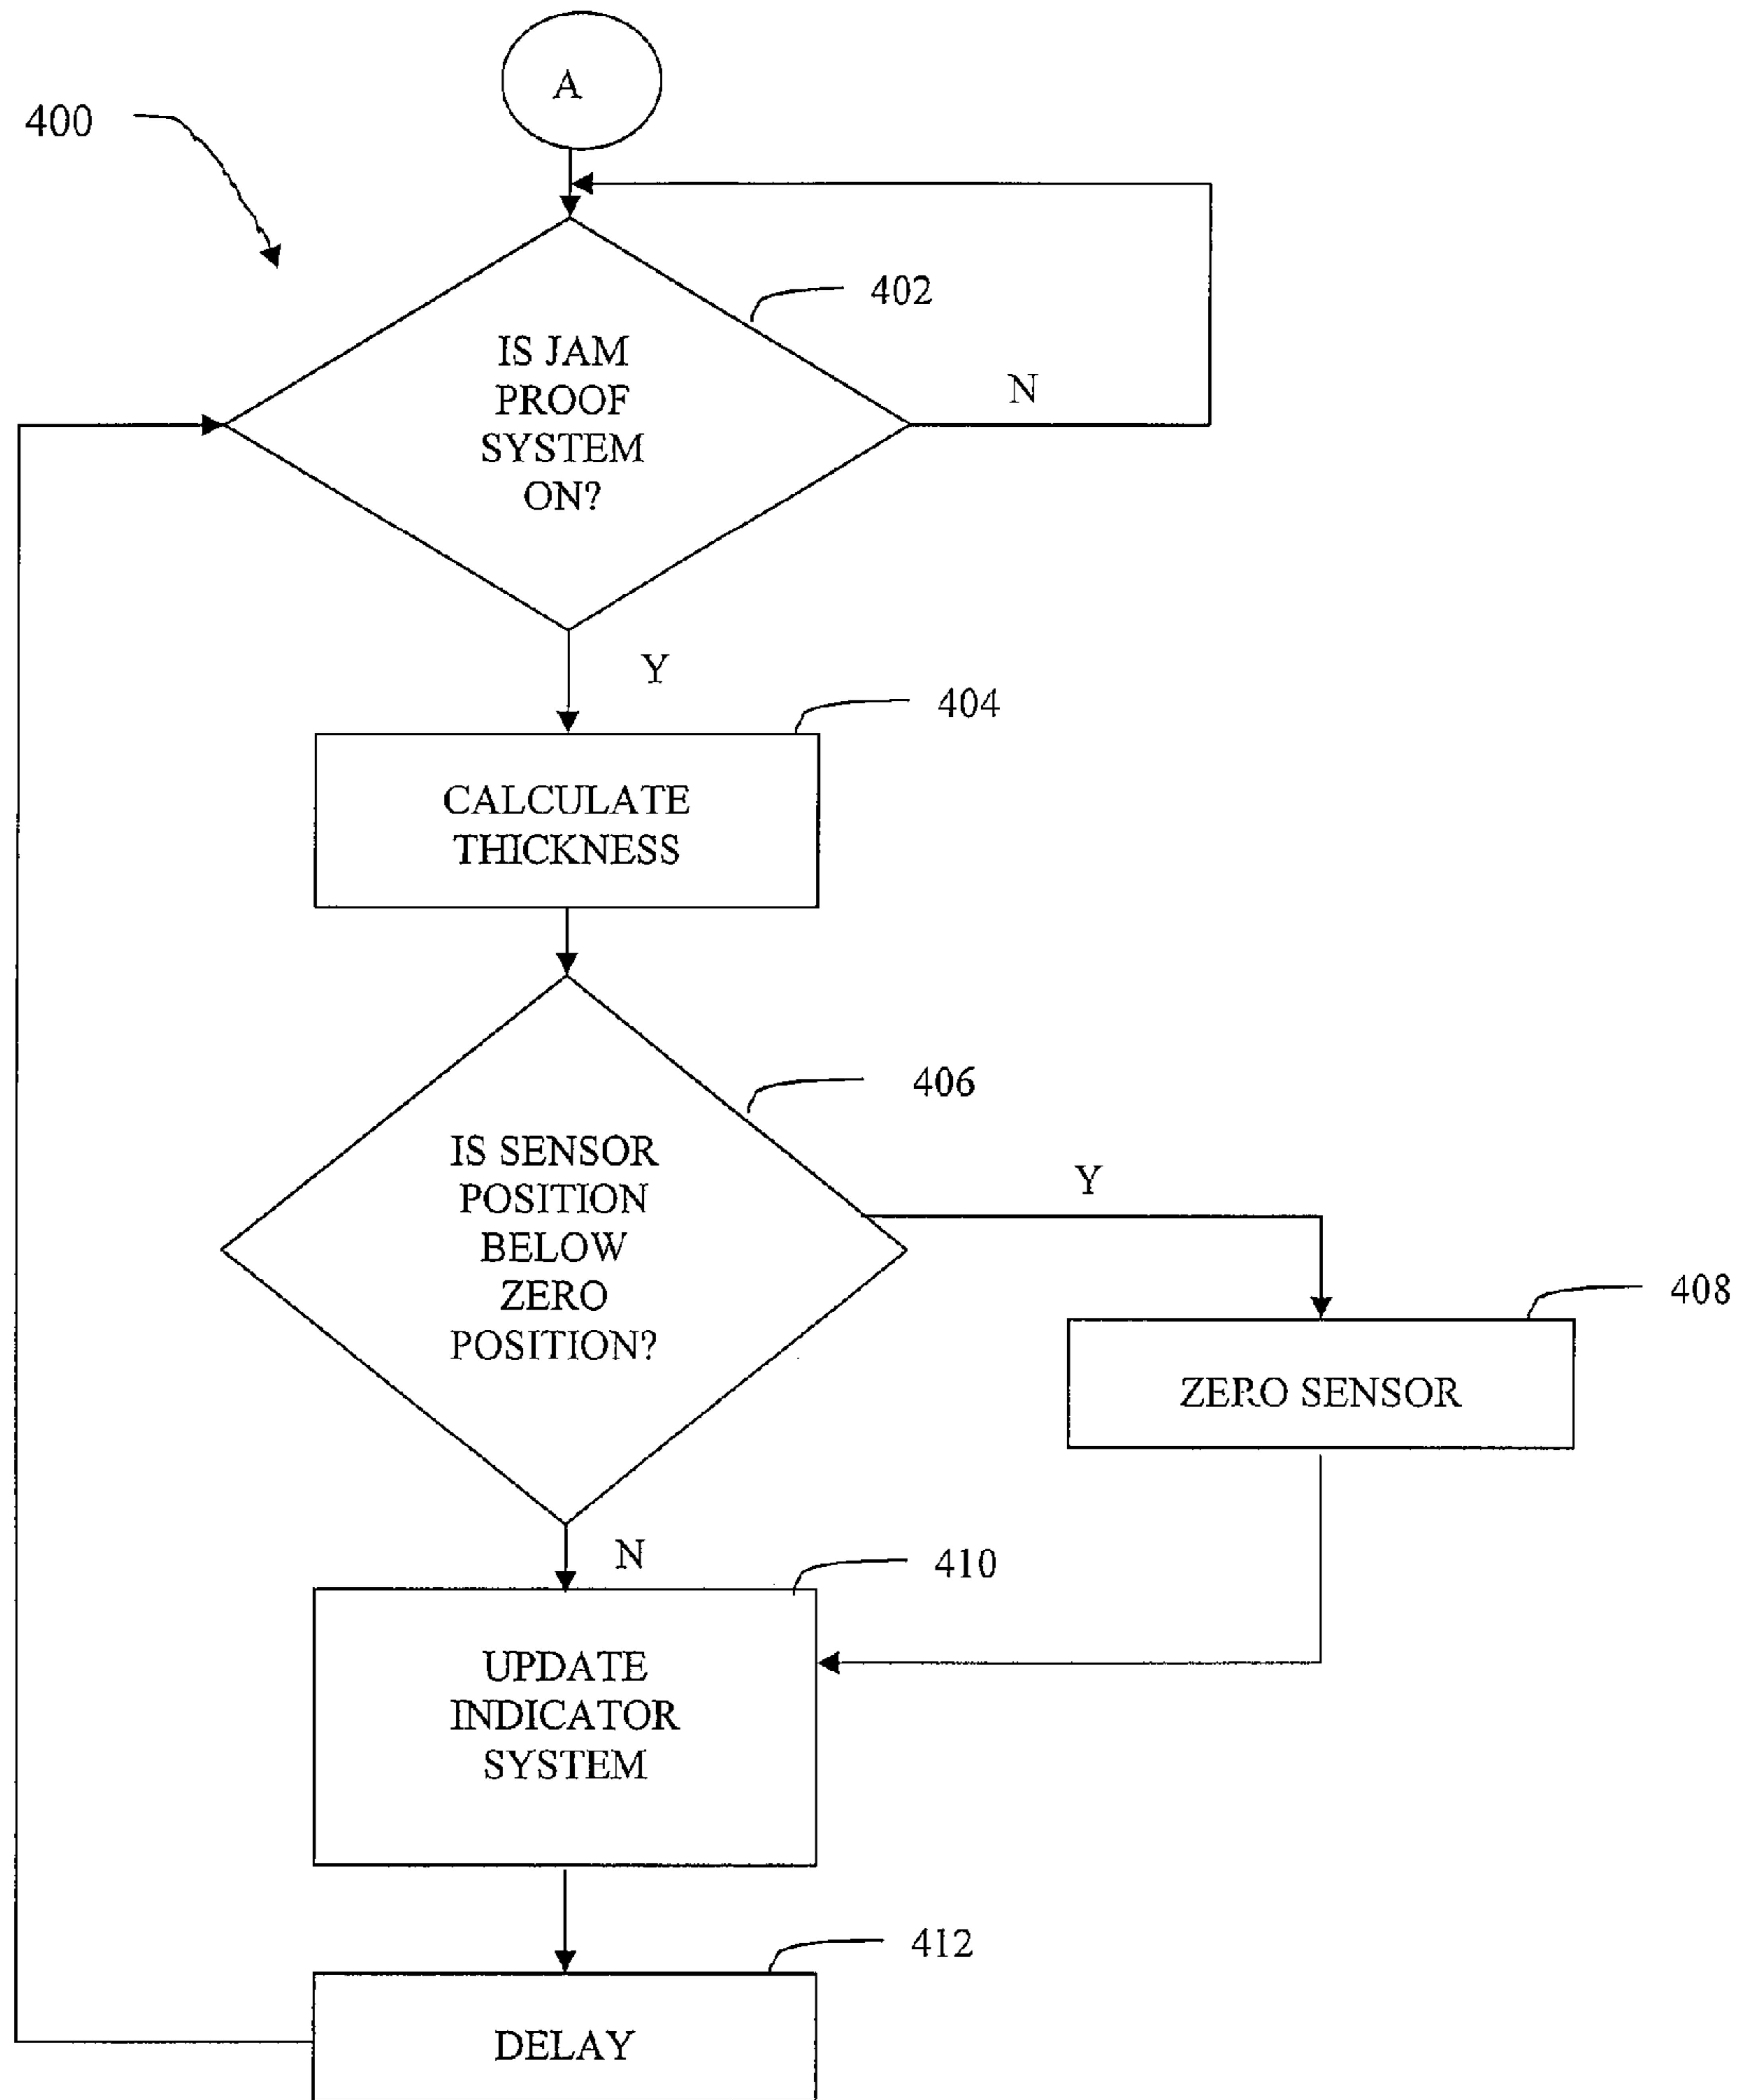 A
400
402
IS JAM
PROOF
SYSTEM
ON?
N
Y
404
CALCULATE
THICKNESS
406
IS SENSOR
POSITION
BELOW
ZERO
POSITION?
Y
408
ZERO SENSOR
N
410
UPDATE
INDICATOR
SYSTEM
412
DELAY